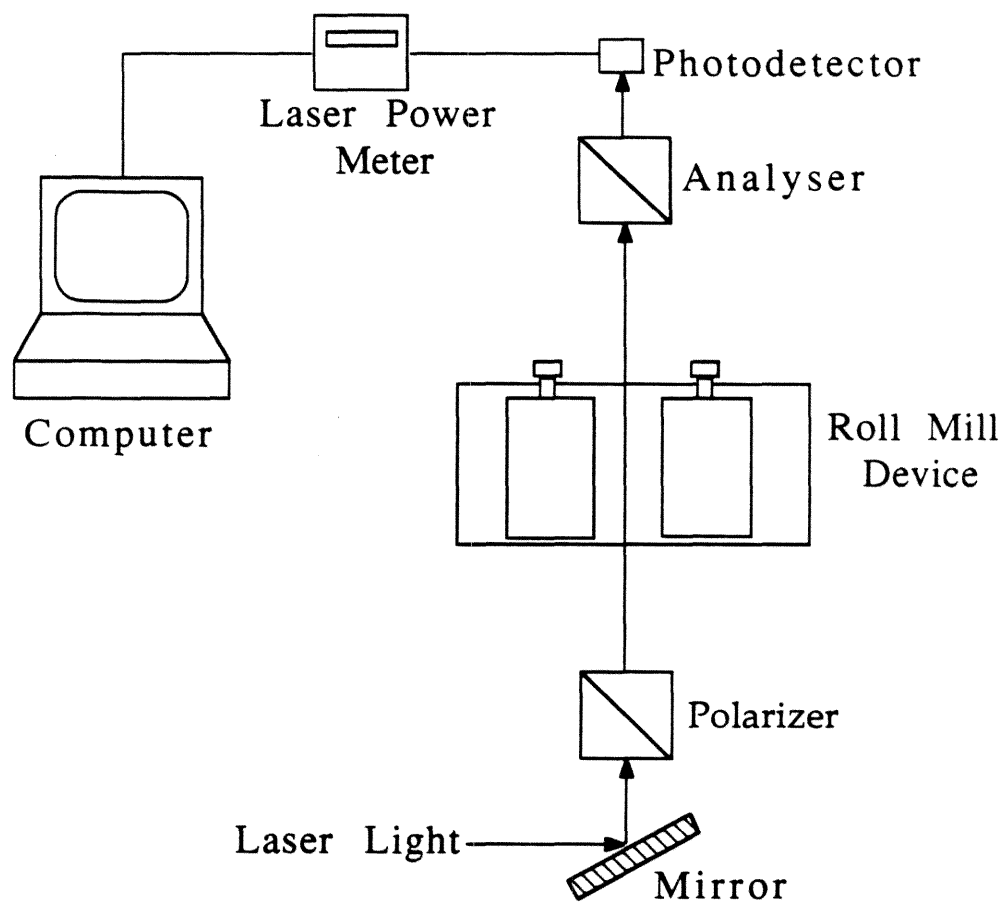 Photodetector
Laser Power
Meter
Analyser
Computer
Roll Mill
Device
Polarizer
Laser Light
Mirror